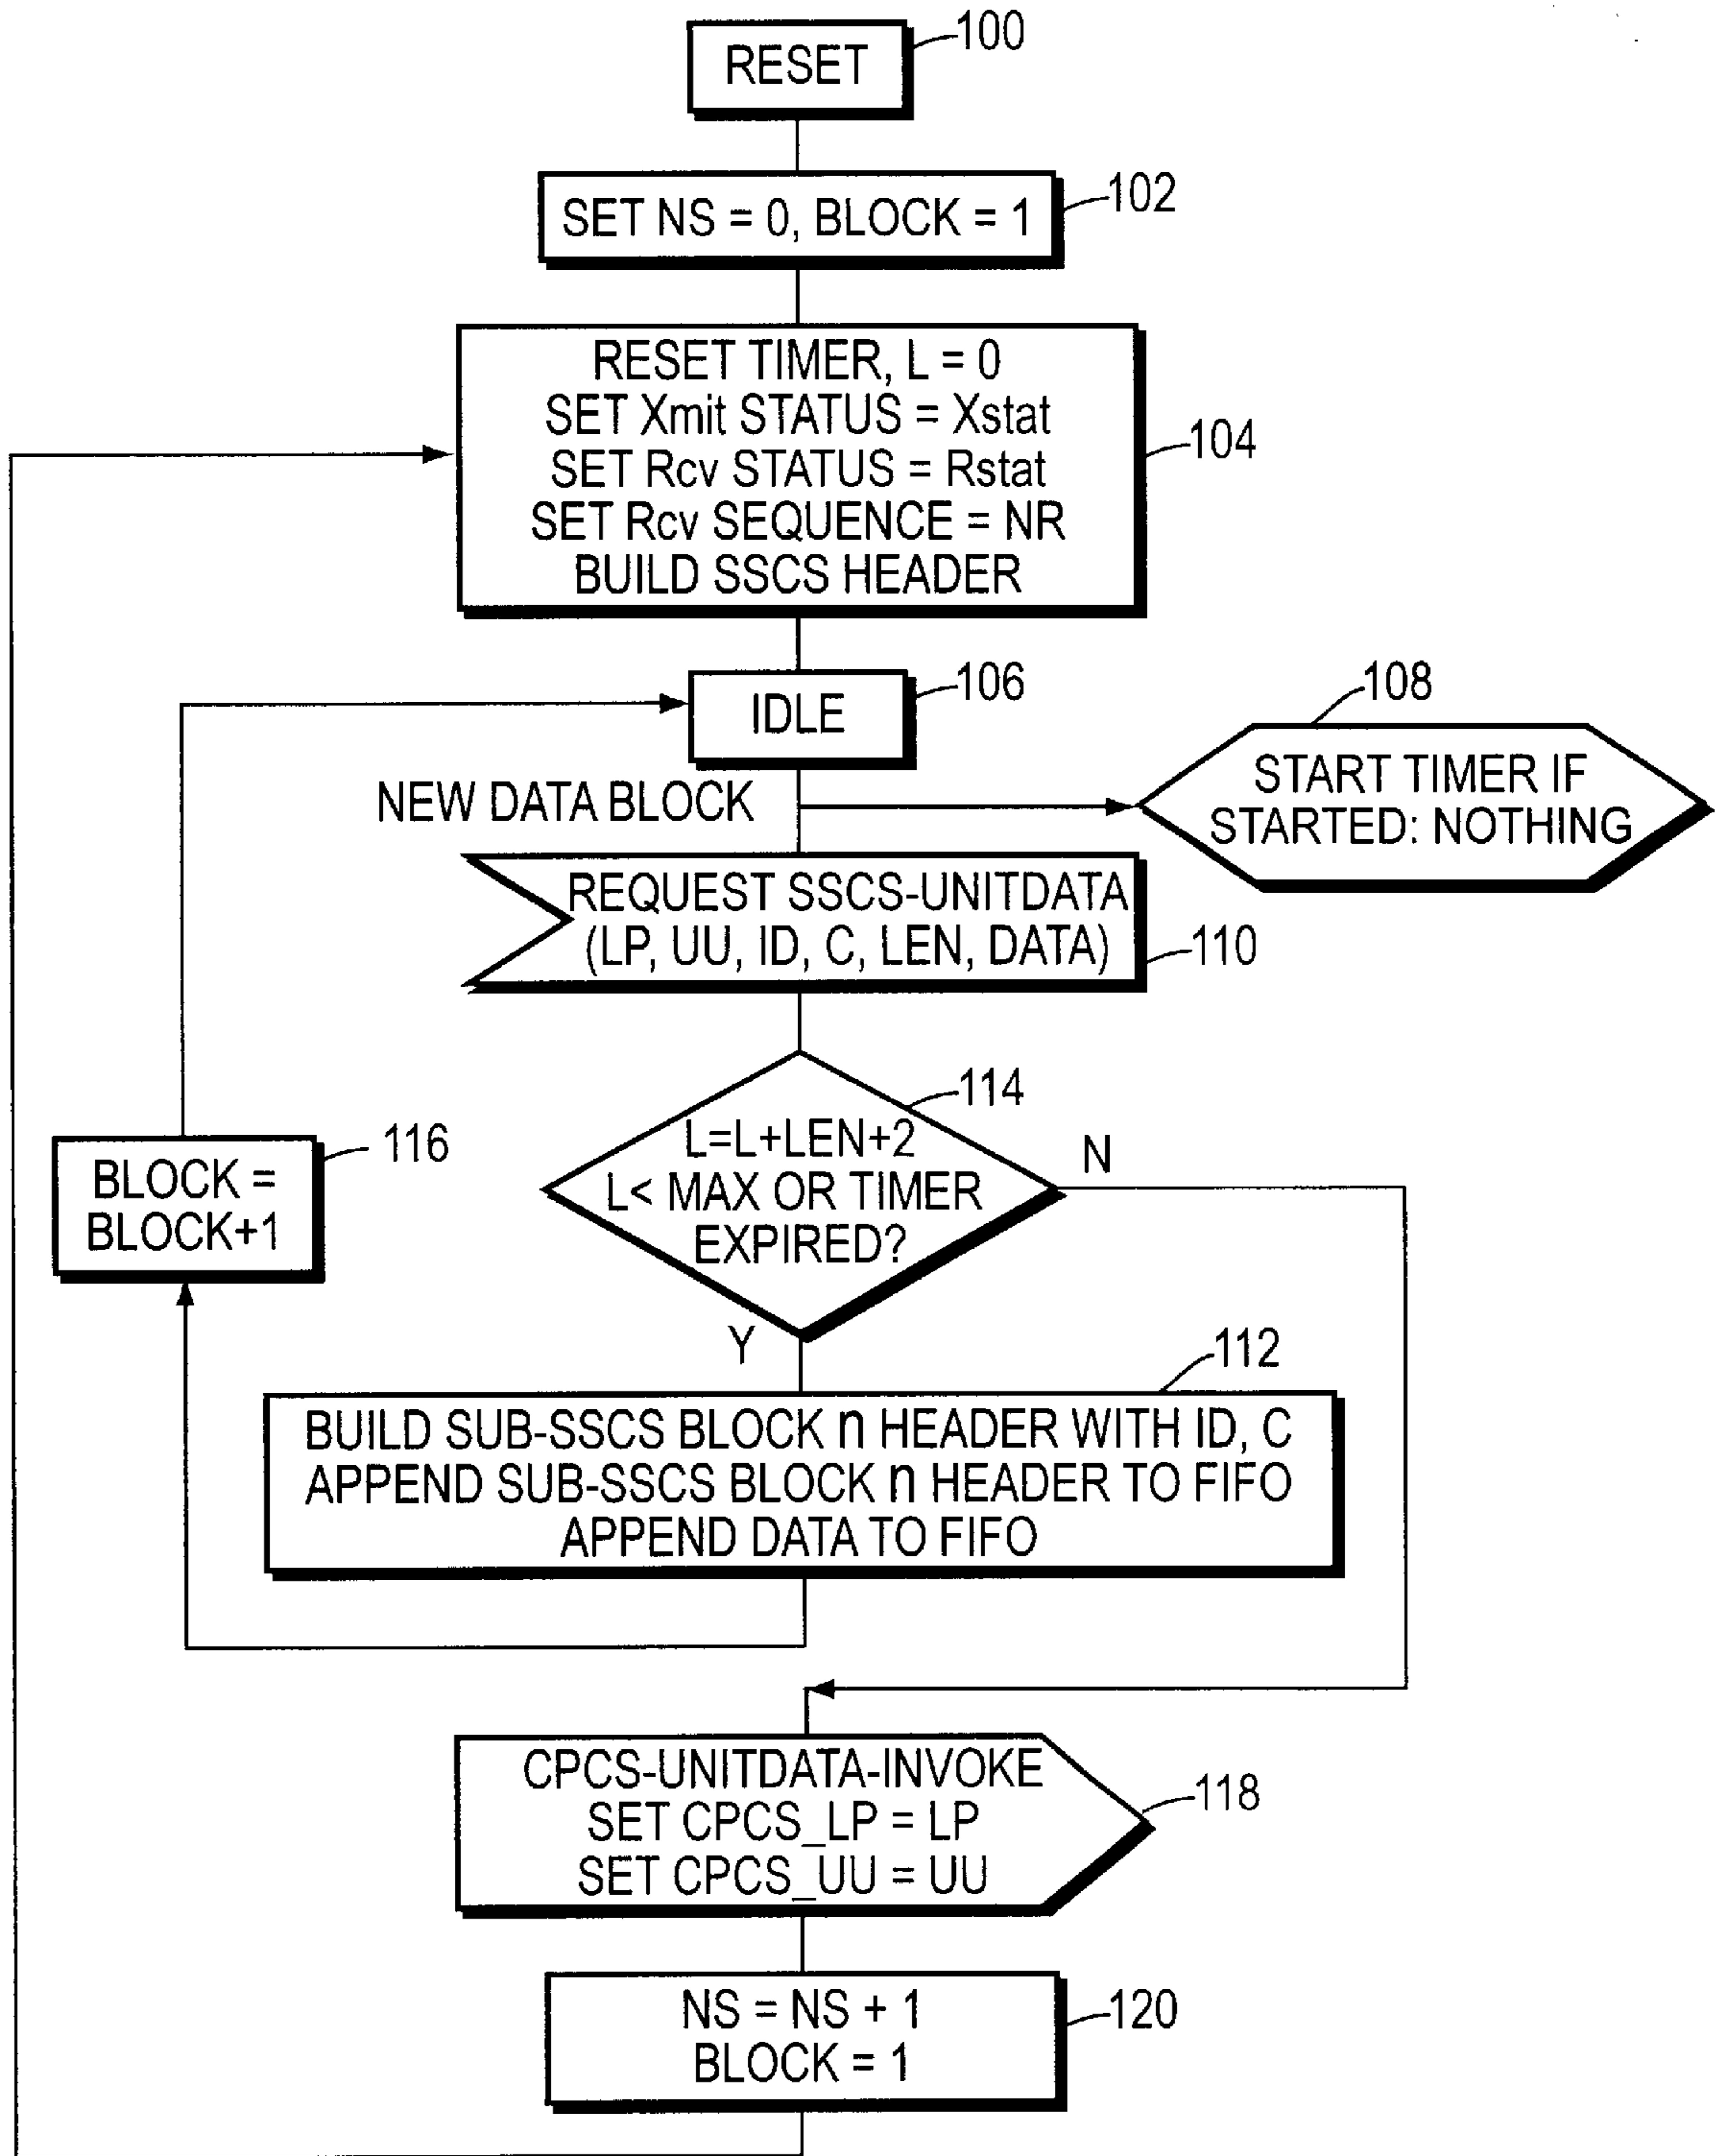 RESET
100
SET NS = 0, BLOCK = 1
102
RESET TIMER, L = 0
SET Xmit STATUS = Xstat
SET Rcv STATUS = Rstat
SET Rcv SEQUENCE = NR
BUILD SSCS HEADER
104
IDLE
106
NEW DATA BLOCK
108
START TIMER IF
STARTED: NOTHING
REQUEST SSCS-UNITDATA
(LP, UU, ID, C, LEN, DATA)
110
114
L=L+LEN+2
L< MAX OR TIMER
EXPIRED?
N
Y
BLOCK =
BLOCK+1
116
112
BUILD SUB-SSCS BLOCK n HEADER WITH ID, C
APPEND SUB-SSCS BLOCK n HEADER TO FIFO
APPEND DATA TO FIFO
CPCS-UNITDATA-INVOKE
SET CPCS_LP = LP
SET CPCS_UU = UU
118
NS = NS + 1
BLOCK = 1
120